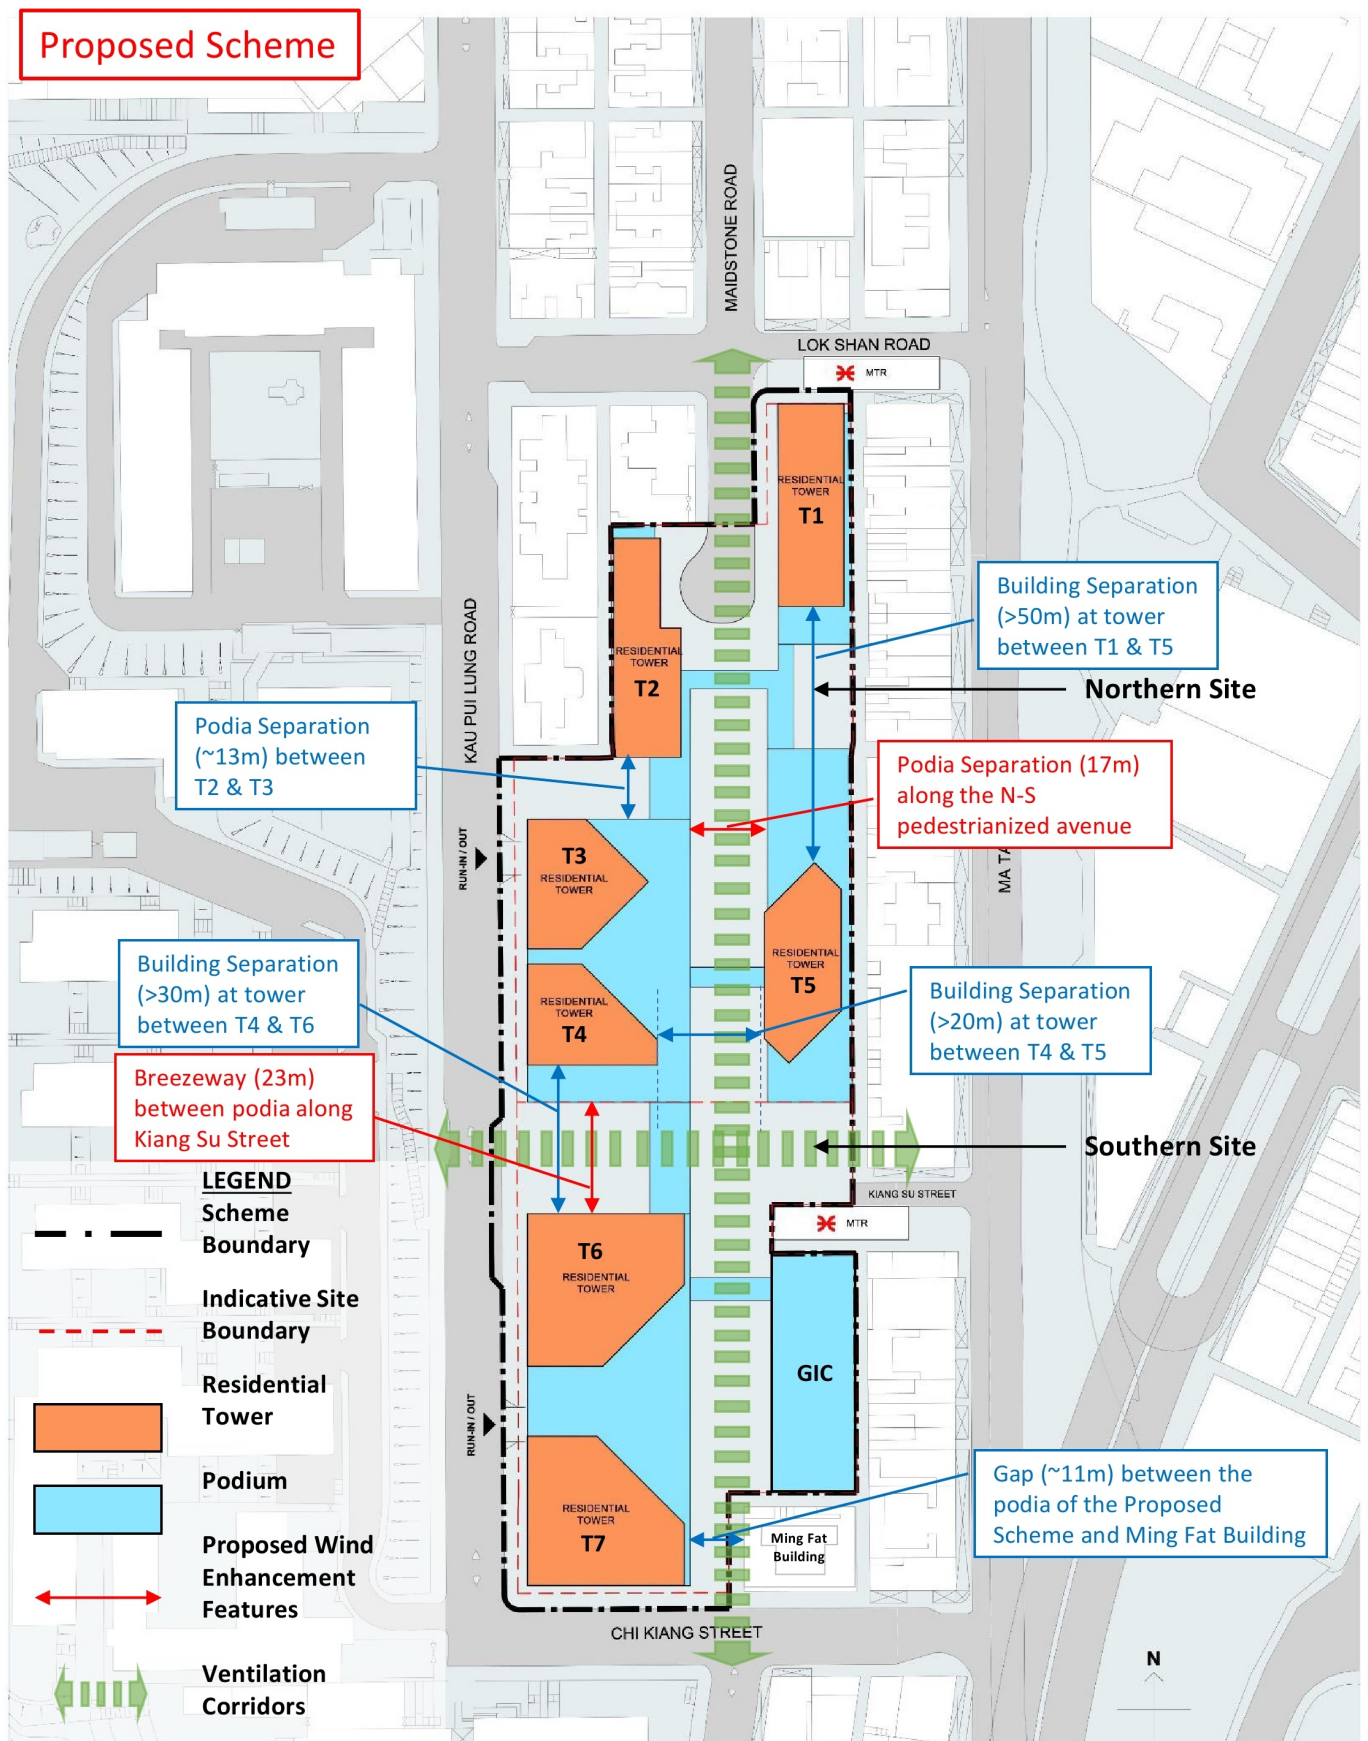 Proposed Scheme
MAIDSTONE ROAD
LOK SHAN ROAD
MTR
RESIDENTIAL
TOWER
T1
KAU PUI LUNG ROAD
Building Separation
(>50m) at tower
between T1 & T5
RESIDENTIAL
TOWER
T2
Northern Site
Podia Separation
(~13m) between
T2 & T3
Podia Separation (17m)
along the N-S
pedestrianized avenue
RUN-IN / OUT
T3
RESIDENTIAL
TOWER
MA TA
Building Separation
(>30m) at tower
between T4 & T6
RESIDENTIAL
TOWER
T4
RESIDENTIAL
TOWER
T5
Building Separation
(>20m) at tower
between T4 & T5
Breezeway (23m)
between podia along
Kiang Su Street
Southern Site
KIANG SU STREET
MTR
LEGEND
Scheme
Boundary
Indicative Site
Boundary
Residential
Tower
Podium
Proposed Wind
Enhancement
Features
Ventilation
Corridors
T6
RESIDENTIAL
TOWER
GIC
RUN-IN / OUT
RESIDENTIAL
TOWER
T7
Ming Fat
Building
Gap (~11m) between the
podia of the Proposed
Scheme and Ming Fat Building
CHI KIANG STREET
N